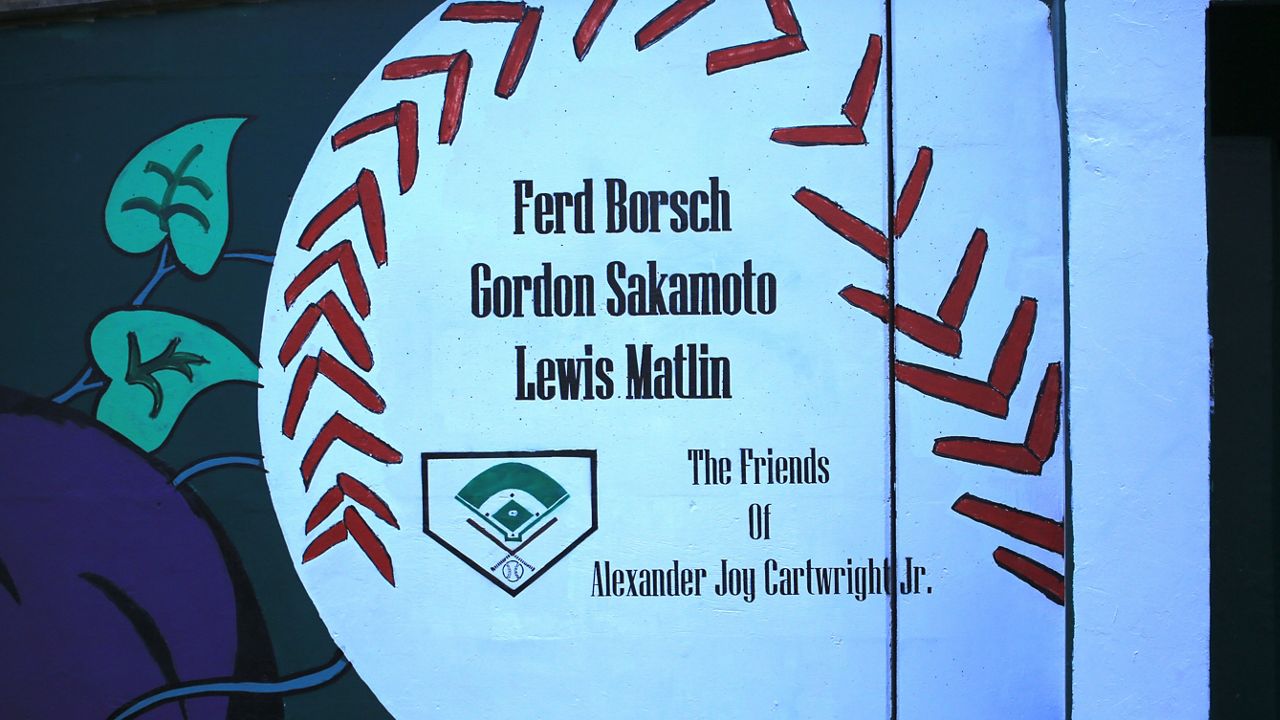 Ferd Borsch
Gordon Sakamoto
Lewis Matlin
The Friends
Of
Alexander Joy Cartwright Jr.